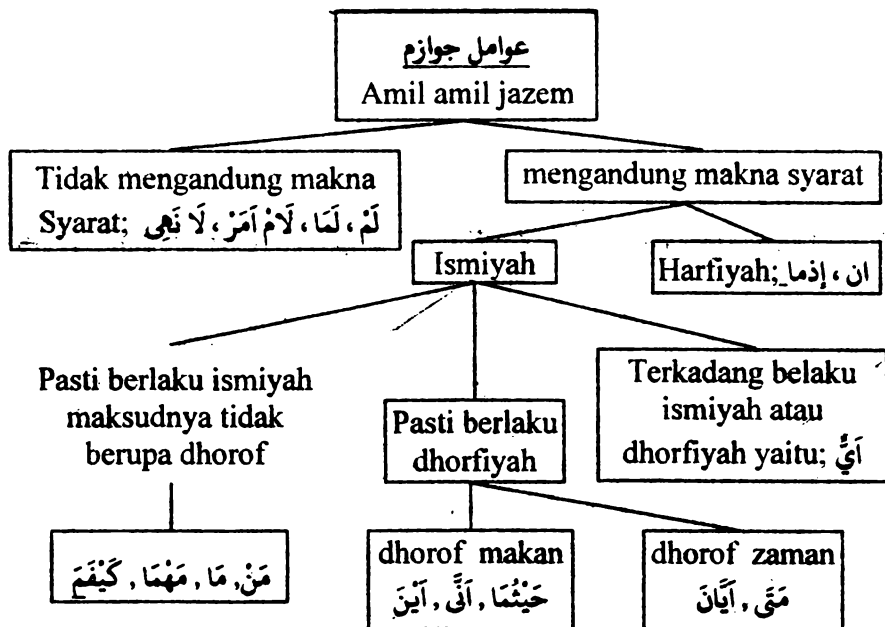 عوامل جوازم
Amil amil jazem
Tidak mengandung makna
Syarat; لَمْ ، لَمَا ، لَامْ اَمَرْ ، لَا نَهِى
mengandung makna syarat
Ismiyah
Harfiyah; ان ، إذما
Pasti berlaku ismiyah
maksudnya tidak
berupa dhorof
Pasti berlaku
dhorfiyah
Terkadang belaku
ismiyah atau
dhorfiyah yaitu; اَيُّ
مَنْ, مَا , مَهْمَا , كَيْفَمَ
dhorof makan
حَيْثُمَا , اَنَّى , اَيْنَ
dhorof zaman
مَتَى , اَيَّانَ